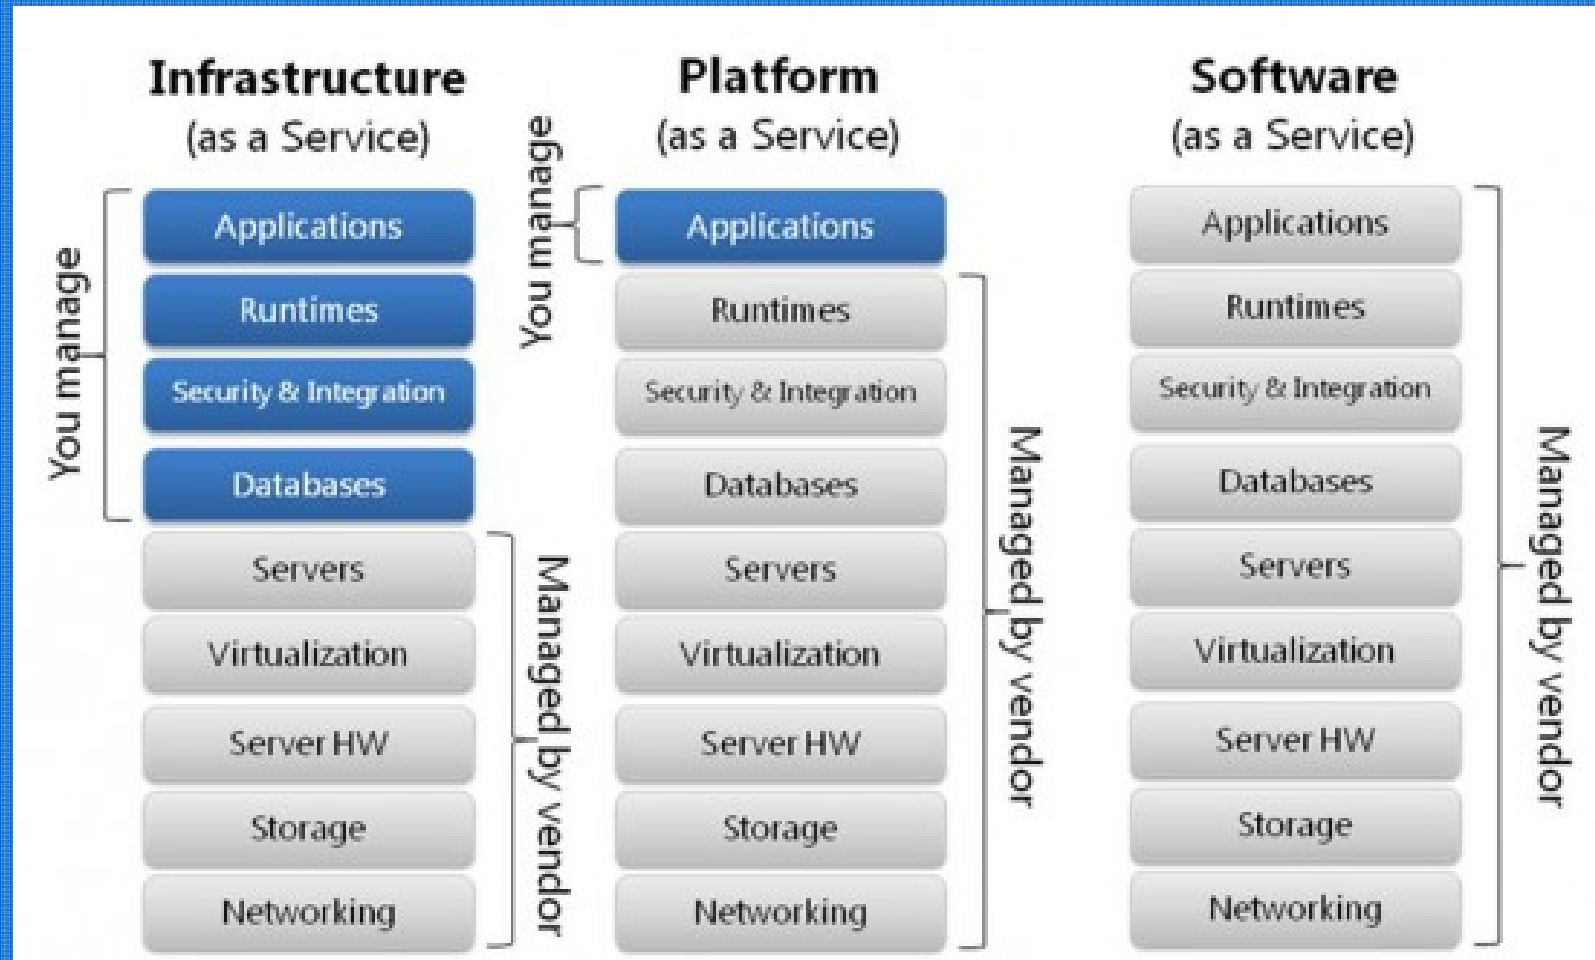 Infrastructure
(as a Service)
You manage
Applications
Runtimes
Security & Integration
Databases
Servers
Virtualization
Server HW
Storage
Networking
Managed by vendor
Platform
(as a Service)
You manage
Applications
Runtimes
Security & Integration
Databases
Servers
Virtualization
Server HW
Storage
Networking
Managed by vendor
Software
(as a Service)
Applications
Runtimes
Security & Integration
Databases
Servers
Virtualization
Server HW
Storage
Networking
Managed by vendor